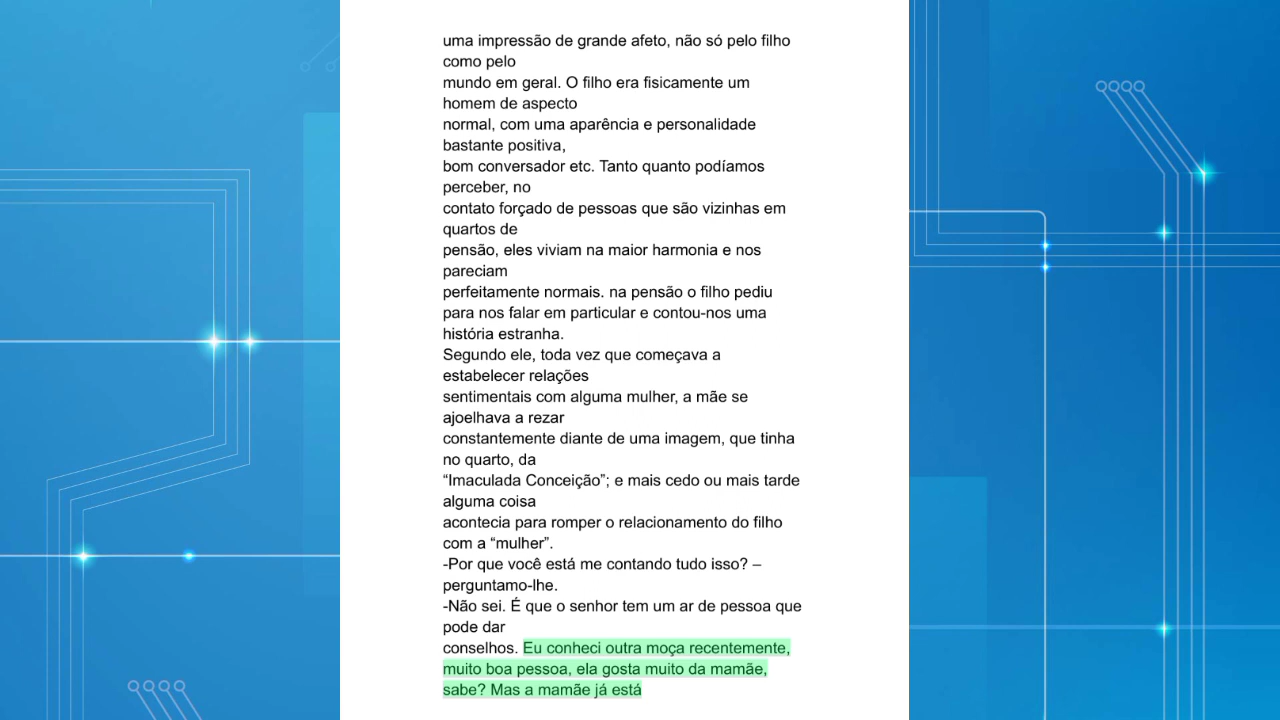 uma impressão de grande afeto, não só pelo filho
como pelo
mundo em geral. O filho era fisicamente um
homem de aspecto
normal, com uma aparência e personalidade
bastante positiva,
bom conversador etc. Tanto quanto podíamos
perceber, no
contato forçado de pessoas que são vizinhas em
quartos de
pensão, eles viviam na maior harmonia e nos
pareciam
perfeitamente normais. na pensão o filho pediu
para nos falar em particular e contou-nos uma
história estranha.
Segundo ele, toda vez que começava a
estabelecer relações
sentimentais com alguma mulher, a mãe se
ajoelhava a rezar
constantemente diante de uma imagem, que tinha
no quarto, da
“Imaculada Conceição”; e mais cedo ou mais tarde
alguma coisa
acontecia para romper o relacionamento do filho
com a “mulher”.
-Por que você está me contando tudo isso? –
perguntamo-lhe.
-Não sei. É que o senhor tem um ar de pessoa que
pode dar
conselhos. Eu conheci outra moça recentemente,
muito boa pessoa, ela gosta muito da mamãe,
sabe? Mas a mamãe já está